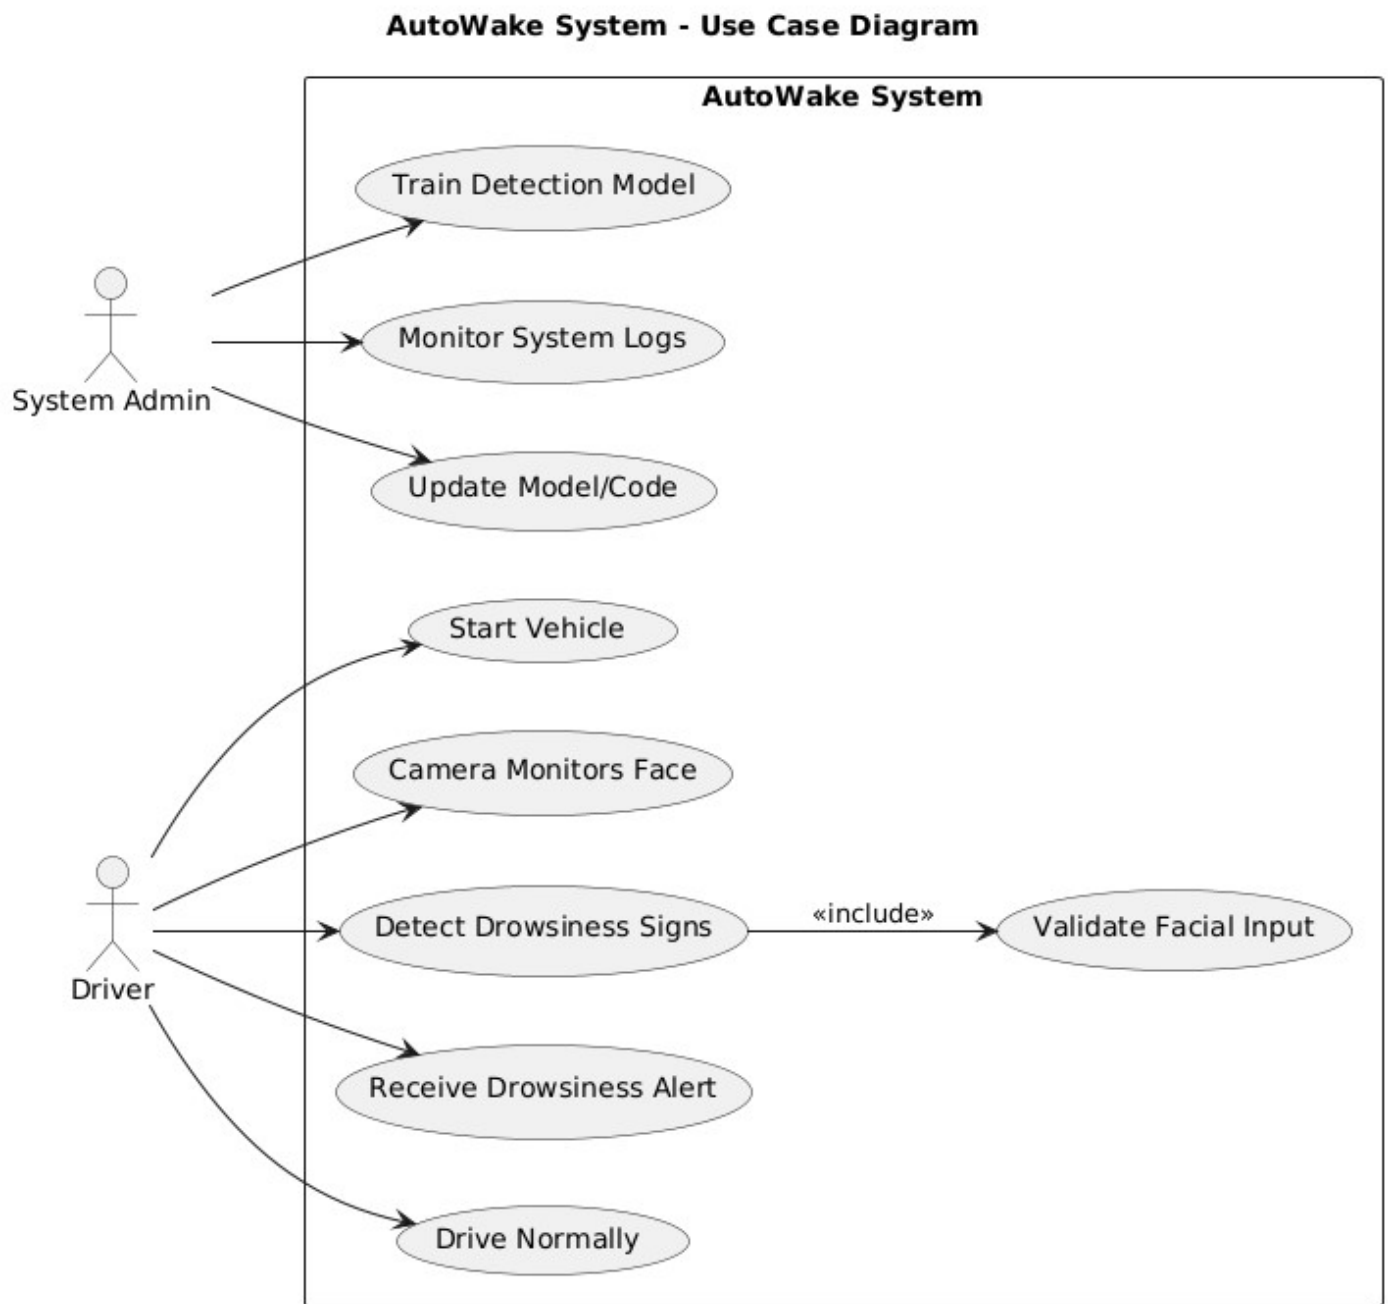 AutoWake System - Use Case Diagram
AutoWake System
Train Detection Model
Monitor System Logs
System Admin
Update Model/Code
Start Vehicle
Camera Monitors Face
Detect Drowsiness Signs
«include»
Validate Facial Input
Driver
Receive Drowsiness Alert
Drive Normally